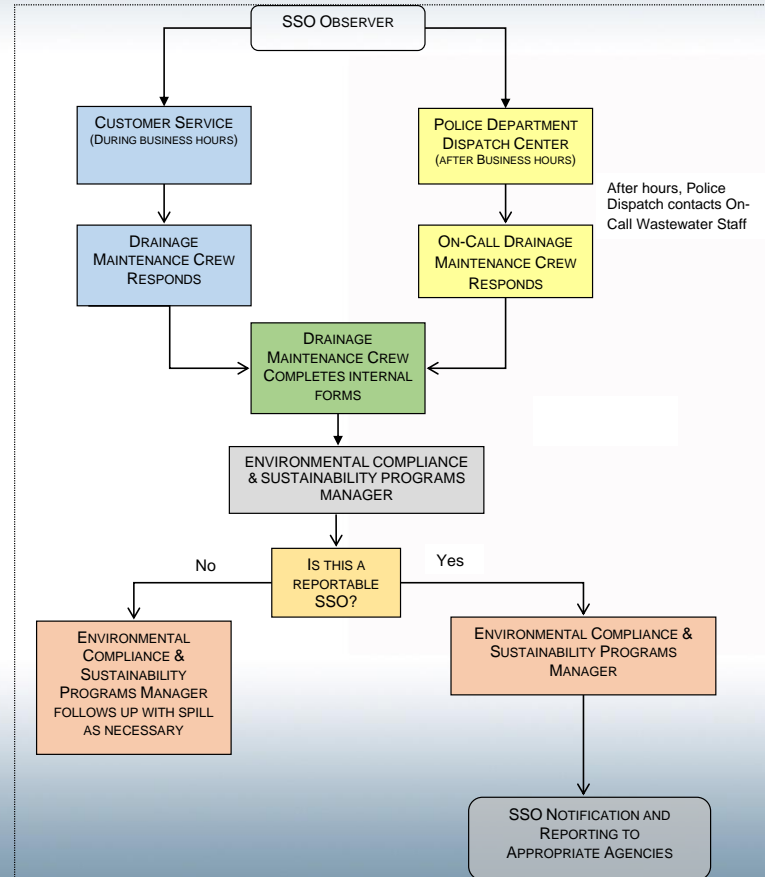 SSO OBSERVER
CUSTOMER SERVICE
(DURING BUSINESS HOURS)
POLICE DEPARTMENT
DISPATCH CENTER
(AFTER BUSINESS HOURS)
After hours, Police
Dispatch contacts On-
Call Wastewater Staff
DRAINAGE
MAINTENANCE CREW
RESPONDS
ON-CALL DRAINAGE
MAINTENANCE CREW
RESPONDS
DRAINAGE
MAINTENANCE CREW
COMPLETES INTERNAL
FORMS
ENVIRONMENTAL COMPLIANCE
& SUSTAINABILITY PROGRAMS
MANAGER
IS THIS A
REPORTABLE
SSO?
No
Yes
ENVIRONMENTAL
COMPLIANCE &
SUSTAINABILITY
PROGRAMS MANAGER
FOLLOWS UP WITH SPILL
AS NECESSARY
ENVIRONMENTAL COMPLIANCE &
SUSTAINABILITY PROGRAMS
MANAGER
SSO NOTIFICATION AND
REPORTING TO
APPROPRIATE AGENCIES